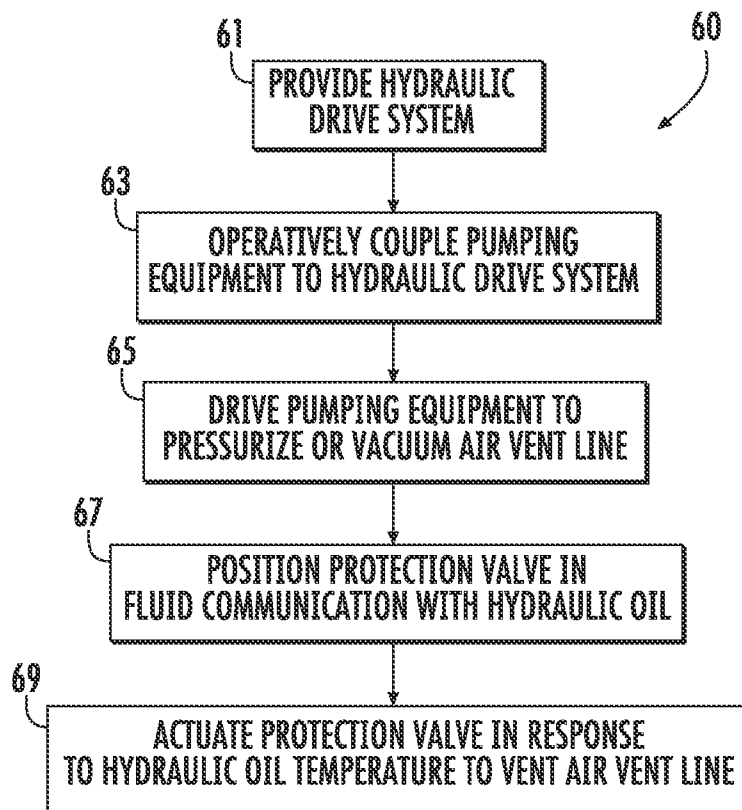 60
61
PROVIDE HYDRAULIC
DRIVE SYSTEM
63
OPERATIVELY COUPLE PUMPING
EQUIPMENT TO HYDRAULIC DRIVE SYSTEM
65
DRIVE PUMPING EQUIPMENT TO
PRESSURIZE OR VACUUM AIR VENT LINE
67
POSITION PROTECTION VALVE IN
FLUID COMMUNICATION WITH HYDRAULIC OIL
69
ACTUATE PROTECTION VALVE IN RESPONSE
TO HYDRAULIC OIL TEMPERATURE TO VENT AIR VENT LINE